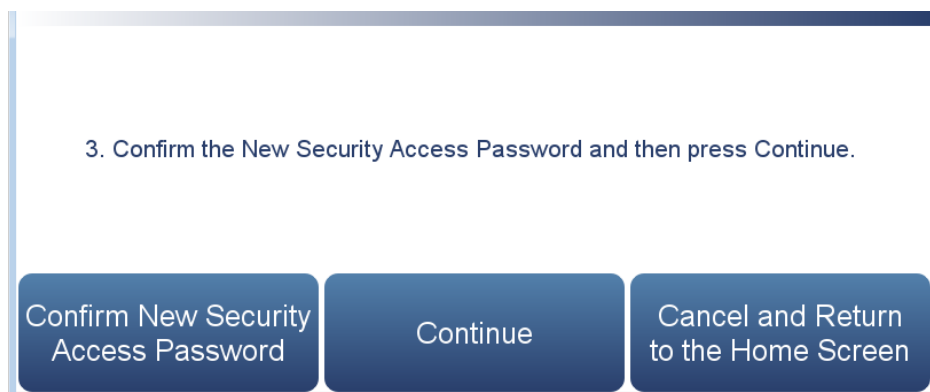 3. Confirm the New Security Access Password and then press Continue.
Confirm New Security
Access Password
Continue
Cancel and Return
to the Home Screen